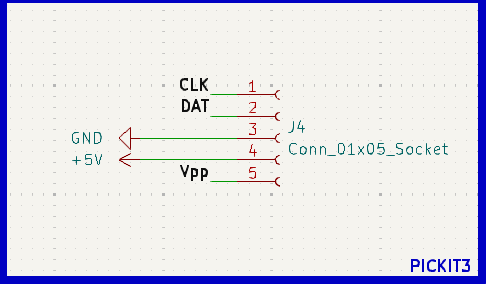 CLK 1
DAT 2
GND 3 J4
+5V 4 Conn_01x05_Socket
Vpp 5
PICKIT3